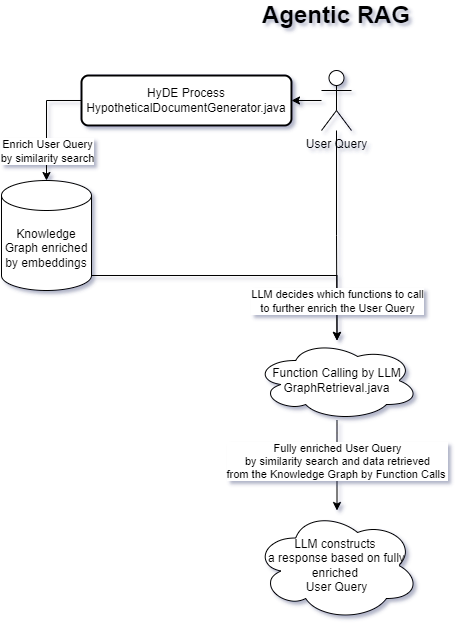 Agentic RAG
HyDE Process
HypotheticalDocumentGenerator.java
User Query
Enrich User Query
by similarity search
Knowledge
Graph enriched
by embeddings
LLM decides which functions to call
to further enrich the User Query
Function Calling by LLM
GraphRetrieval.java
Fully enriched User Query
by similarity search and data retrieved
from the Knowledge Graph by Function Calls
LLM constructs
a response based on fully
enriched
User Query